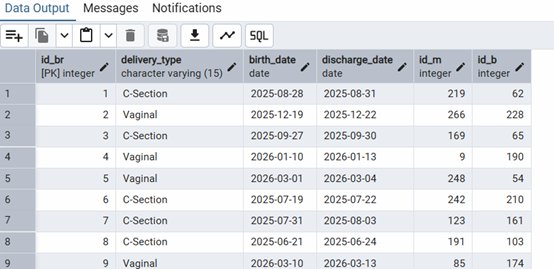 Data Output Messages Notifications
SQL
id_br delivery_type birth_date discharge_date id_m id_b
[PK] integer character varying (15) date date integer integer
1 1 C-Section 2025-08-28 2025-08-31 219 62
2 2 Vaginal 2025-12-19 2025-12-22 266 228
3 3 C-Section 2025-09-27 2025-09-30 169 65
4 4 Vaginal 2026-01-10 2026-01-13 9 190
5 5 Vaginal 2026-03-01 2026-03-04 248 54
6 6 C-Section 2025-07-19 2025-07-22 242 210
7 7 C-Section 2025-07-31 2025-08-03 123 161
8 8 C-Section 2025-06-21 2025-06-24 191 103
9 9 Vaginal 2026-03-10 2026-03-13 85 174